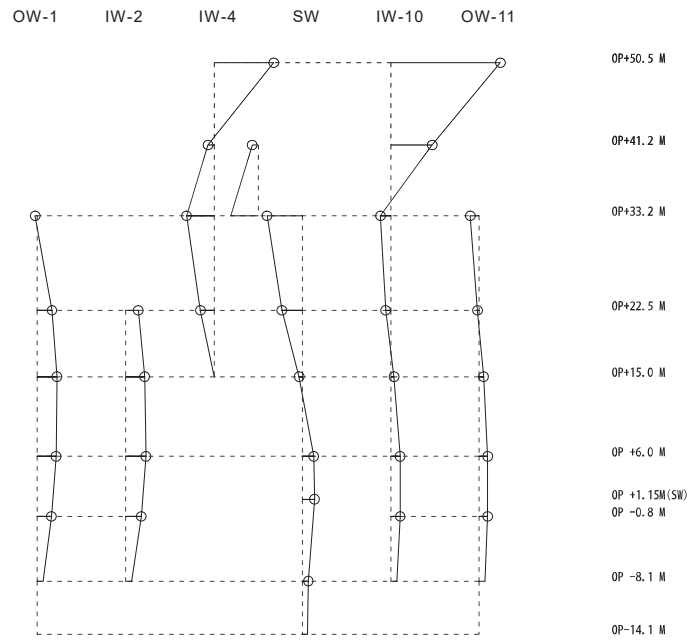 OW-1 IW-2 IW-4 SW IW-10 OW-11
OP+50.5 M
OP+41.2 M
OP+33.2 M
OP+22.5 M
OP+15.0 M
OP +6.0 M
OP +1.15M(SW)
OP -0.8 M
OP -8.1 M
OP-14.1 M